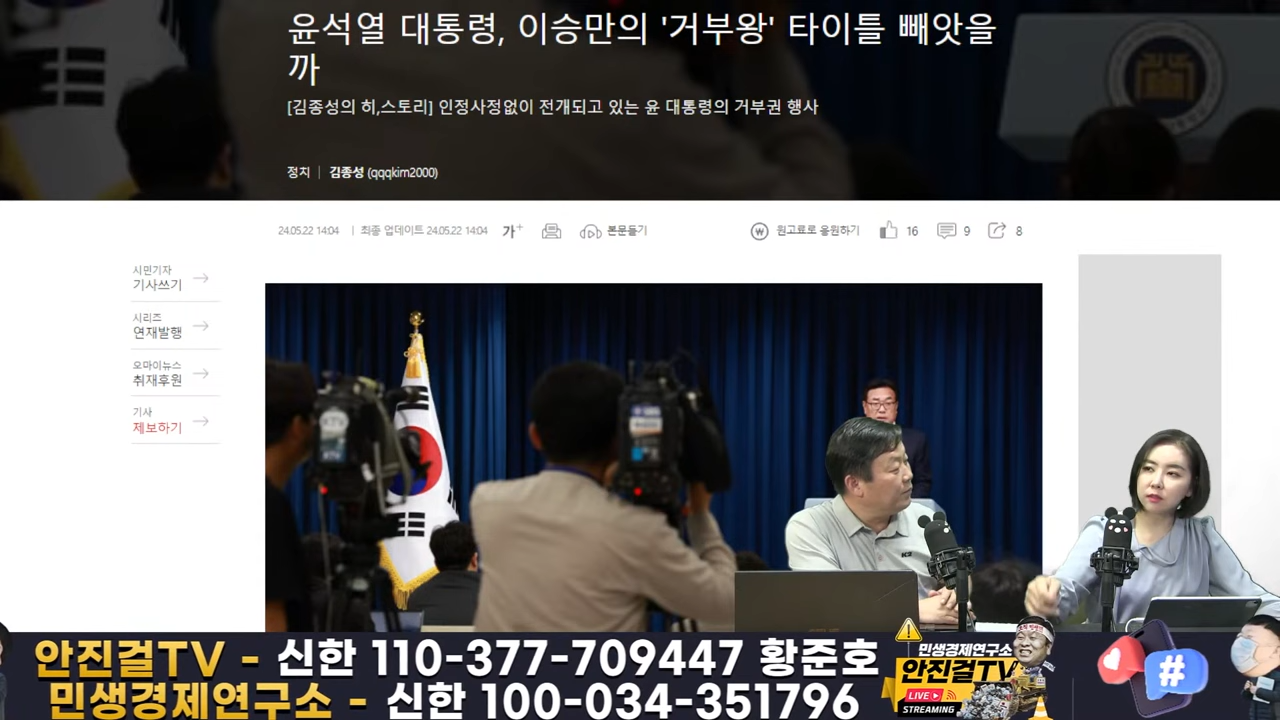 윤석열 대통령, 이승만의 '거부왕' 타이틀 빼앗을
까
[김종성의 히,스토리] 인정사정없이 전개되고 있는 윤 대통령의 거부권 행사
정치 | 김종성 (qqqkim2000)
24.05.22 14:04 | 최종 업데이트 24.05.22 14:04 가+ 본문듣기 원고료로 응원하기 16 9 8
시민기자
기사쓰기
시리즈
연재발행
오마이뉴스
취재후원
기사
제보하기
안진걸TV - 신한 110-377-709447 황준호
민생경제연구소 - 신한 100-034-351796
민생경제연구소
안진걸TV
LIVE
STREAMING
#